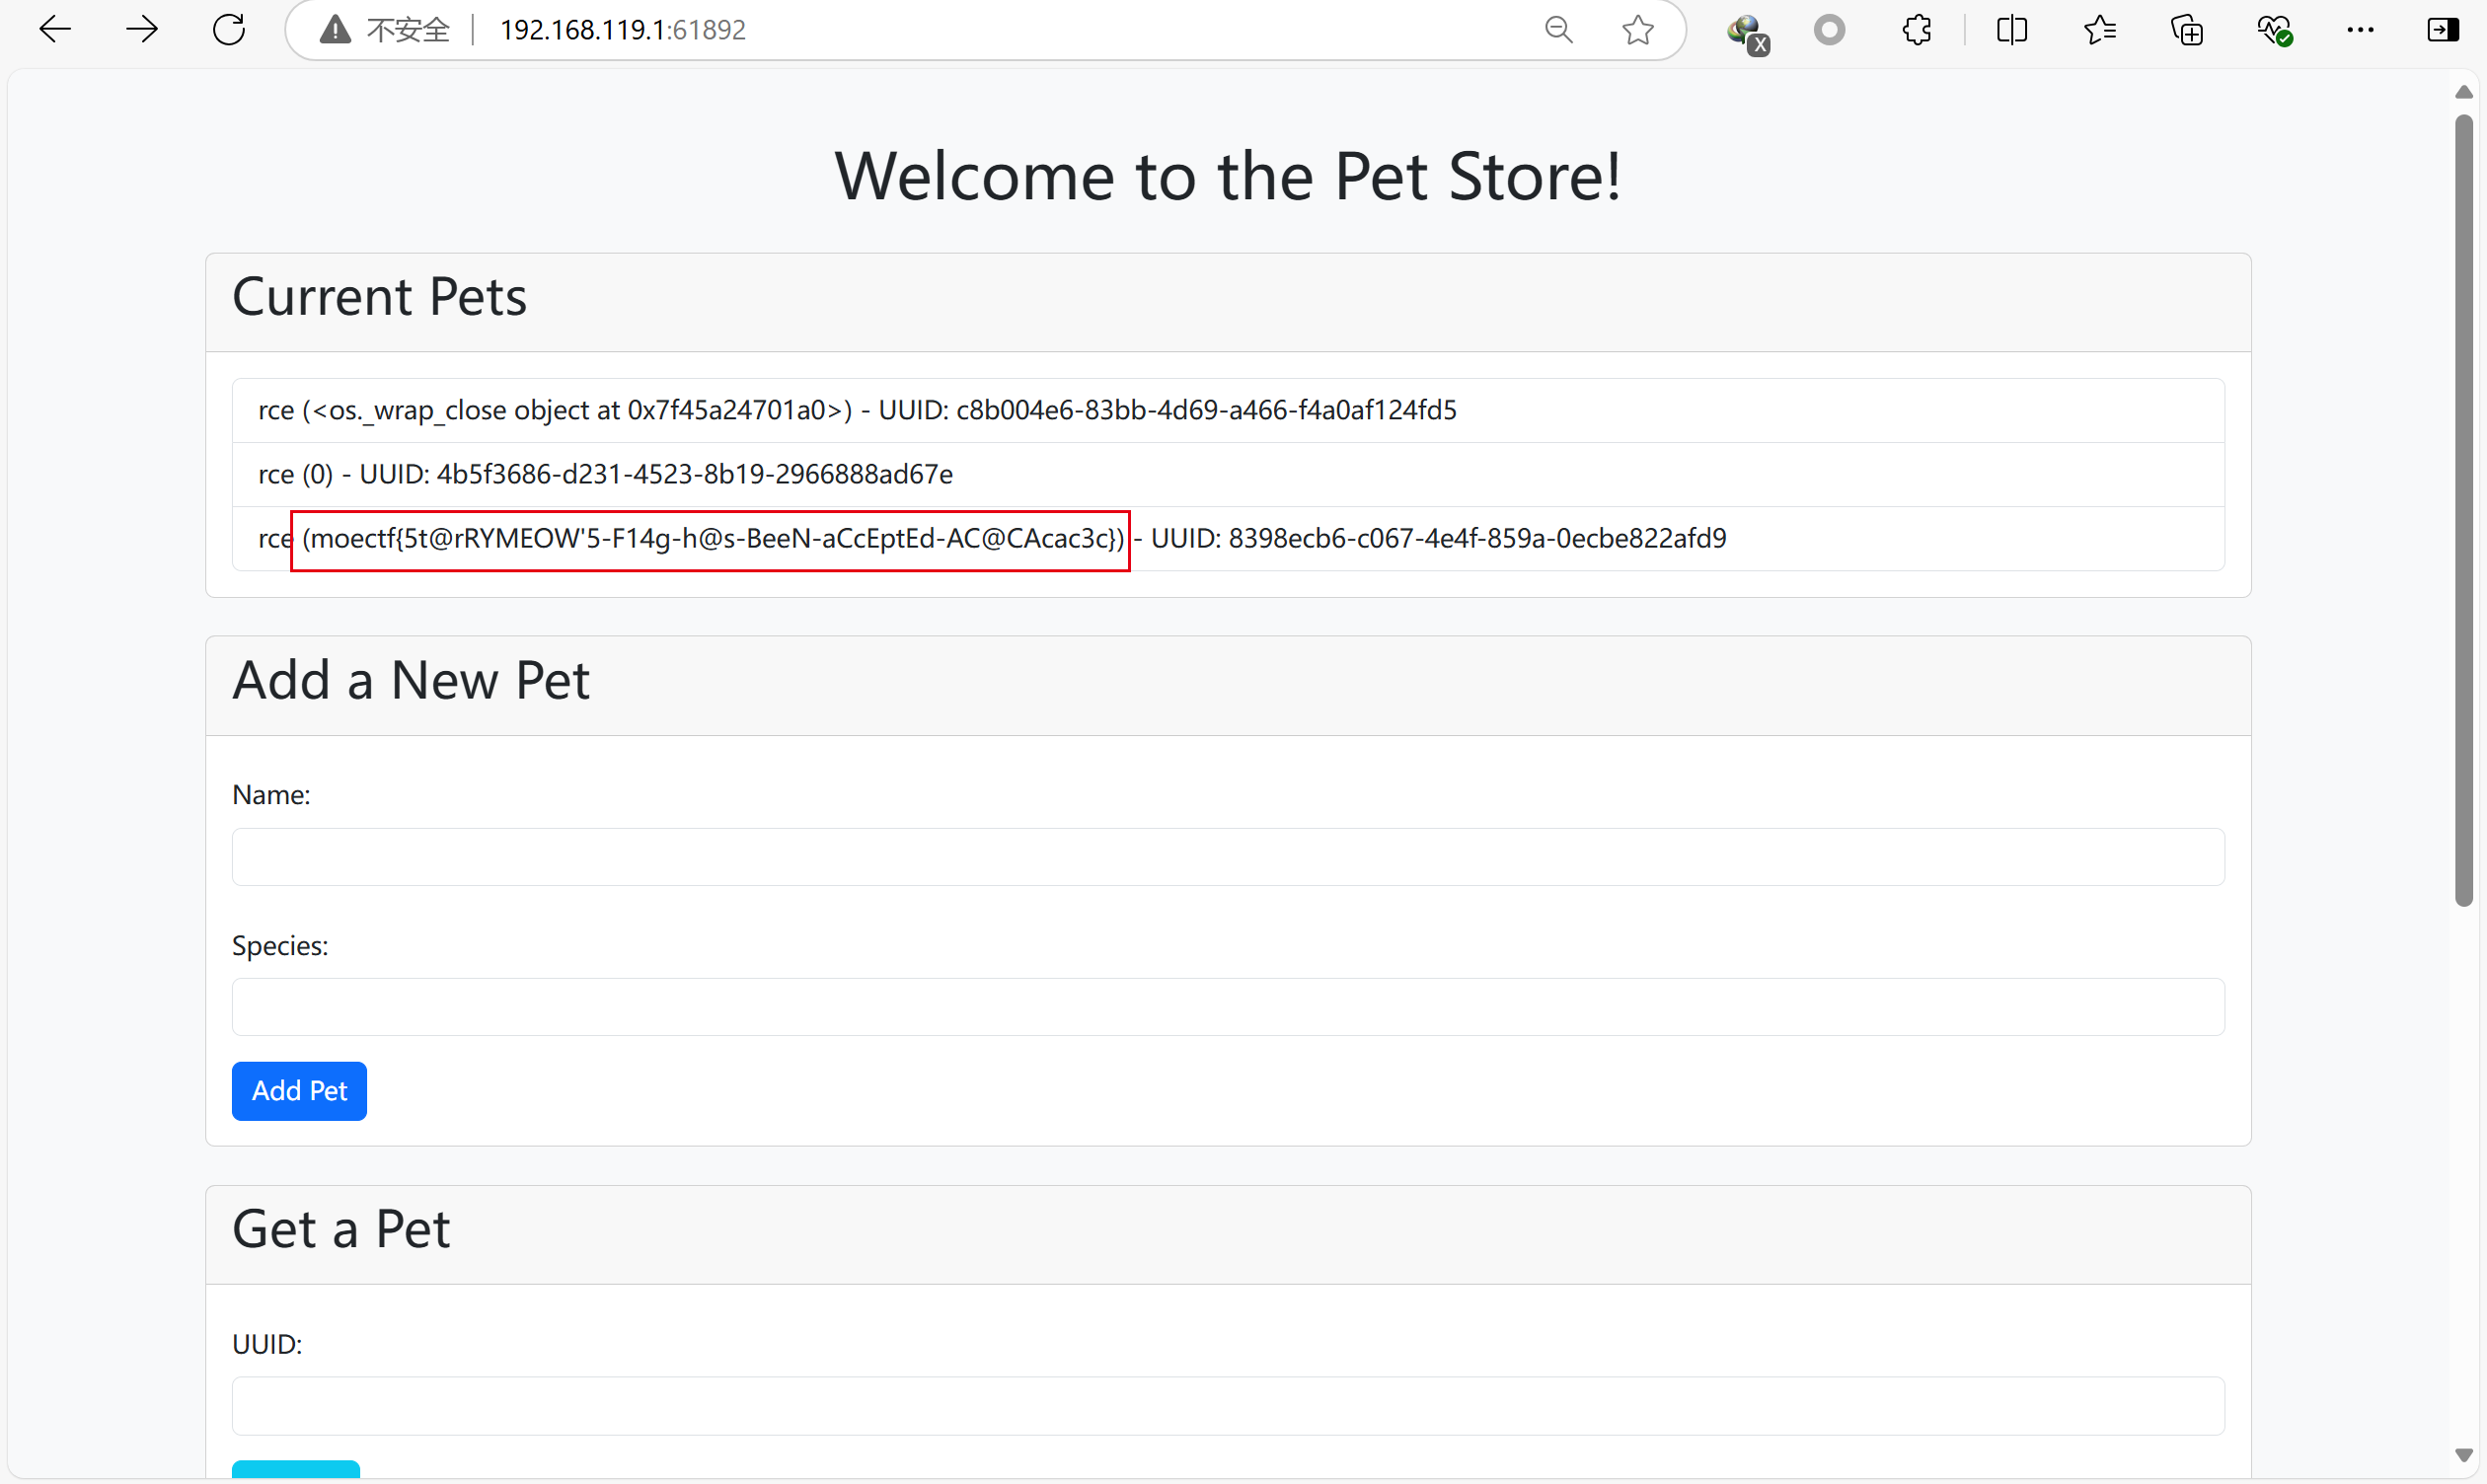 不安全 192.168.119.1:61892
X
Welcome to the Pet Store!
Current Pets
rce (<os._wrap_close object at 0x7f45a24701a0>) - UUID: c8b004e6-83bb-4d69-a466-f4a0af124fd5
rce (0) - UUID: 4b5f3686-d231-4523-8b19-2966888ad67e
rce (moectf{5t@rRYMEOW'5-F14g-h@s-BeeN-aCcEptEd-AC@CAcac3c}) - UUID: 8398ecb6-c067-4e4f-859a-0ecbe822afd9
Add a New Pet
Name:
Species:
Add Pet
Get a Pet
UUID: